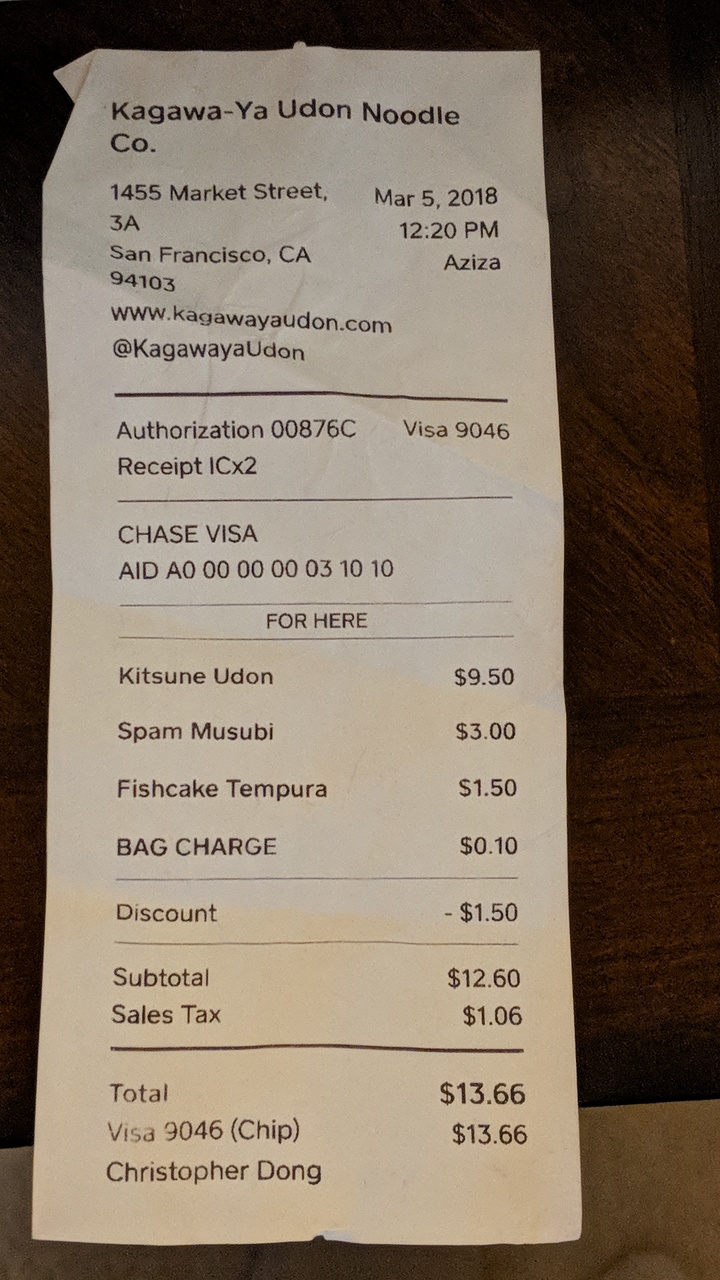 Kagawa-Ya Udon Noodle
Co.
1455 Market Street,
3A
San Francisco, CA
94103
Mar 5, 2018
12:20 PM
Aziza
www.kagawayaudon.com
@KagawayaUdon
Authorization 00876C Visa 9046
Receipt ICx2
CHASE VISA
AID A0 00 00 00 03 10 10
FOR HERE
Kitsune Udon $9.50
Spam Musubi $3.00
Fishcake Tempura $1.50
BAG CHARGE $0.10
Discount - $1.50
Subtotal $12.60
Sales Tax $1.06
Total $13.66
Visa 9046 (Chip) $13.66
Christopher Dong